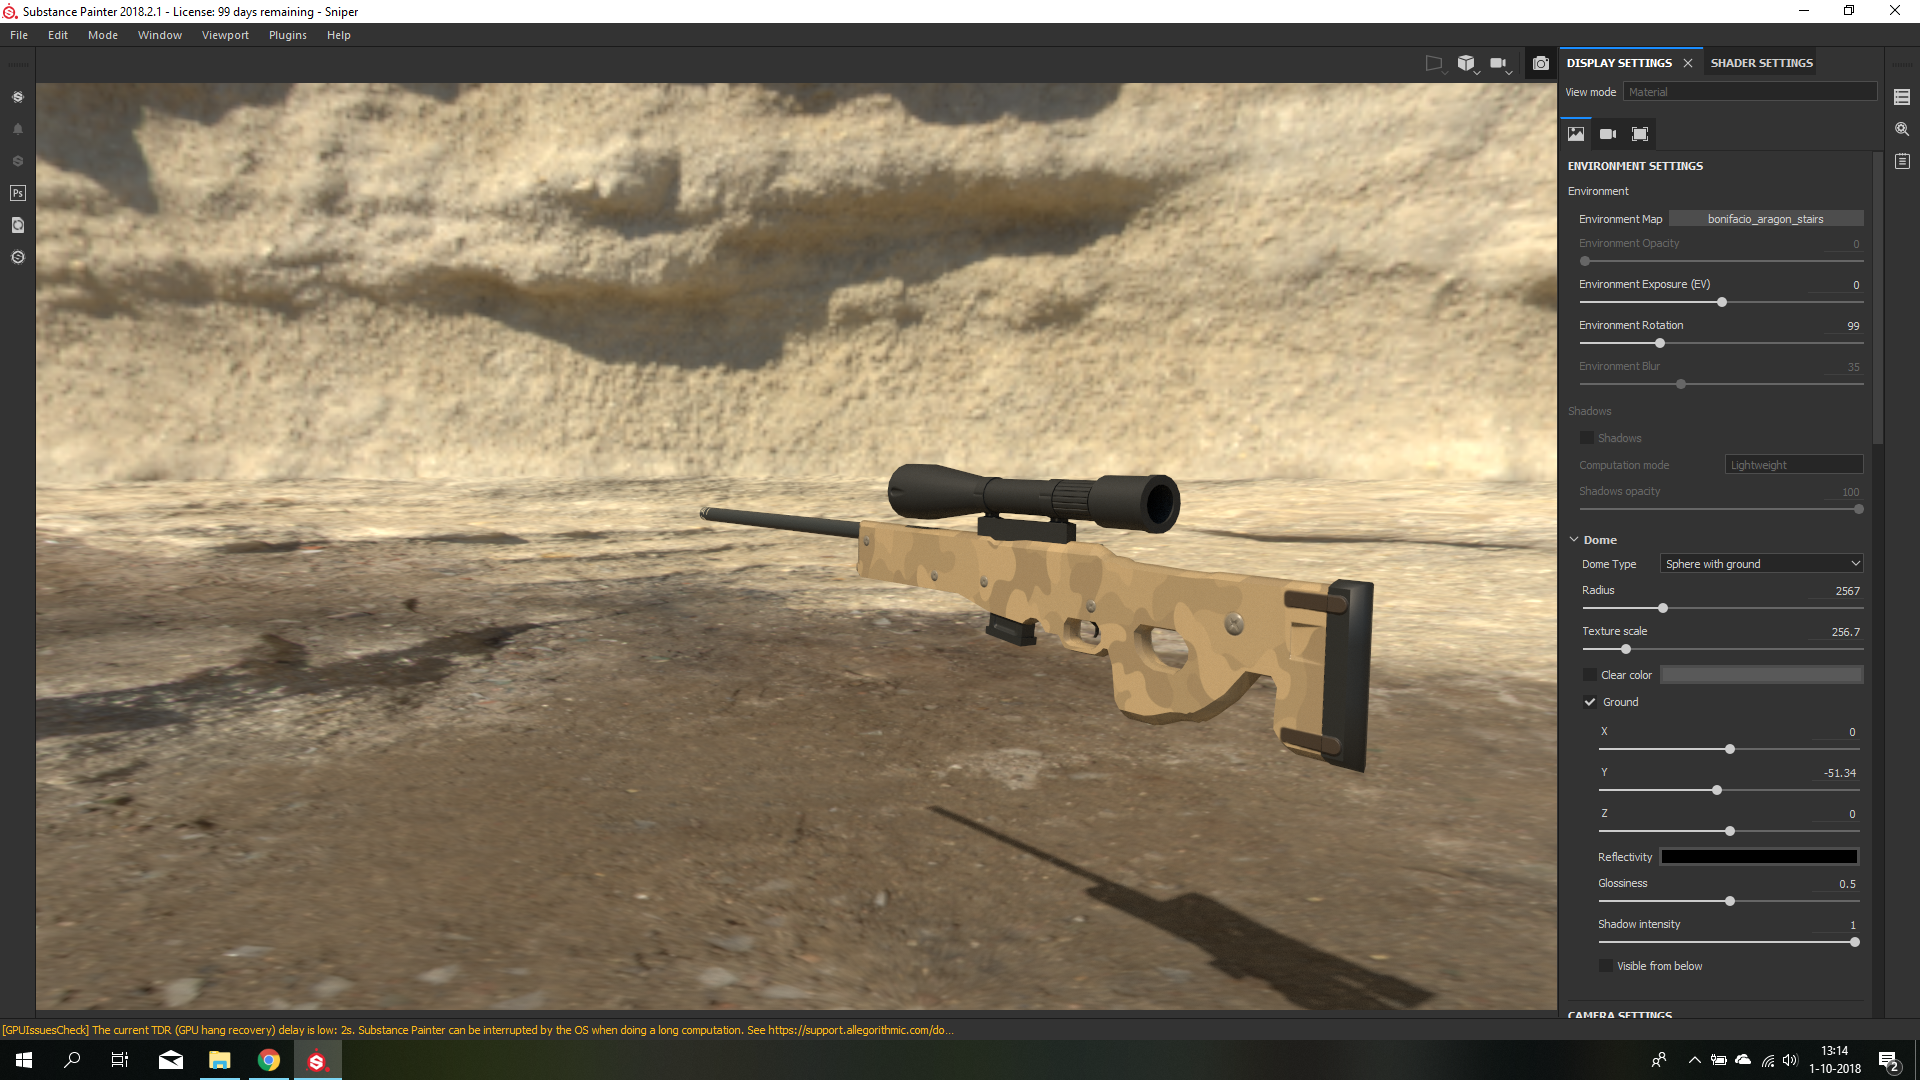 Substance Painter 2018.2.1 - License: 99 days remaining - Sniper
File Edit Mode Window Viewport Plugins Help
DISPLAY SETTINGS SHADER SETTINGS
View mode Material
Ps
ENVIRONMENT SETTINGS
Environment
Environment Map bonifacio_aragon_stairs
Environment Opacity 0
Environment Exposure (EV) 0
Environment Rotation 99
Environment Blur 35
Shadows
Shadows
Computation mode Lightweight
Shadows opacity 100
Dome
Dome Type Sphere with ground
Radius 2567
Texture scale 256.7
Clear color
Ground
X 0
Y -51.34
Z 0
Reflectivity
Glossiness 0.5
Shadow intensity 1
Visible from below
CAMERA SETTINGS
[GPUIssuesCheck] The current TDR (GPU hang recovery) delay is low: 2s. Substance Painter can be interrupted by the OS when doing a long computation. See https://support.allegorithmic.com/do...
13:14
1-10-2018
2